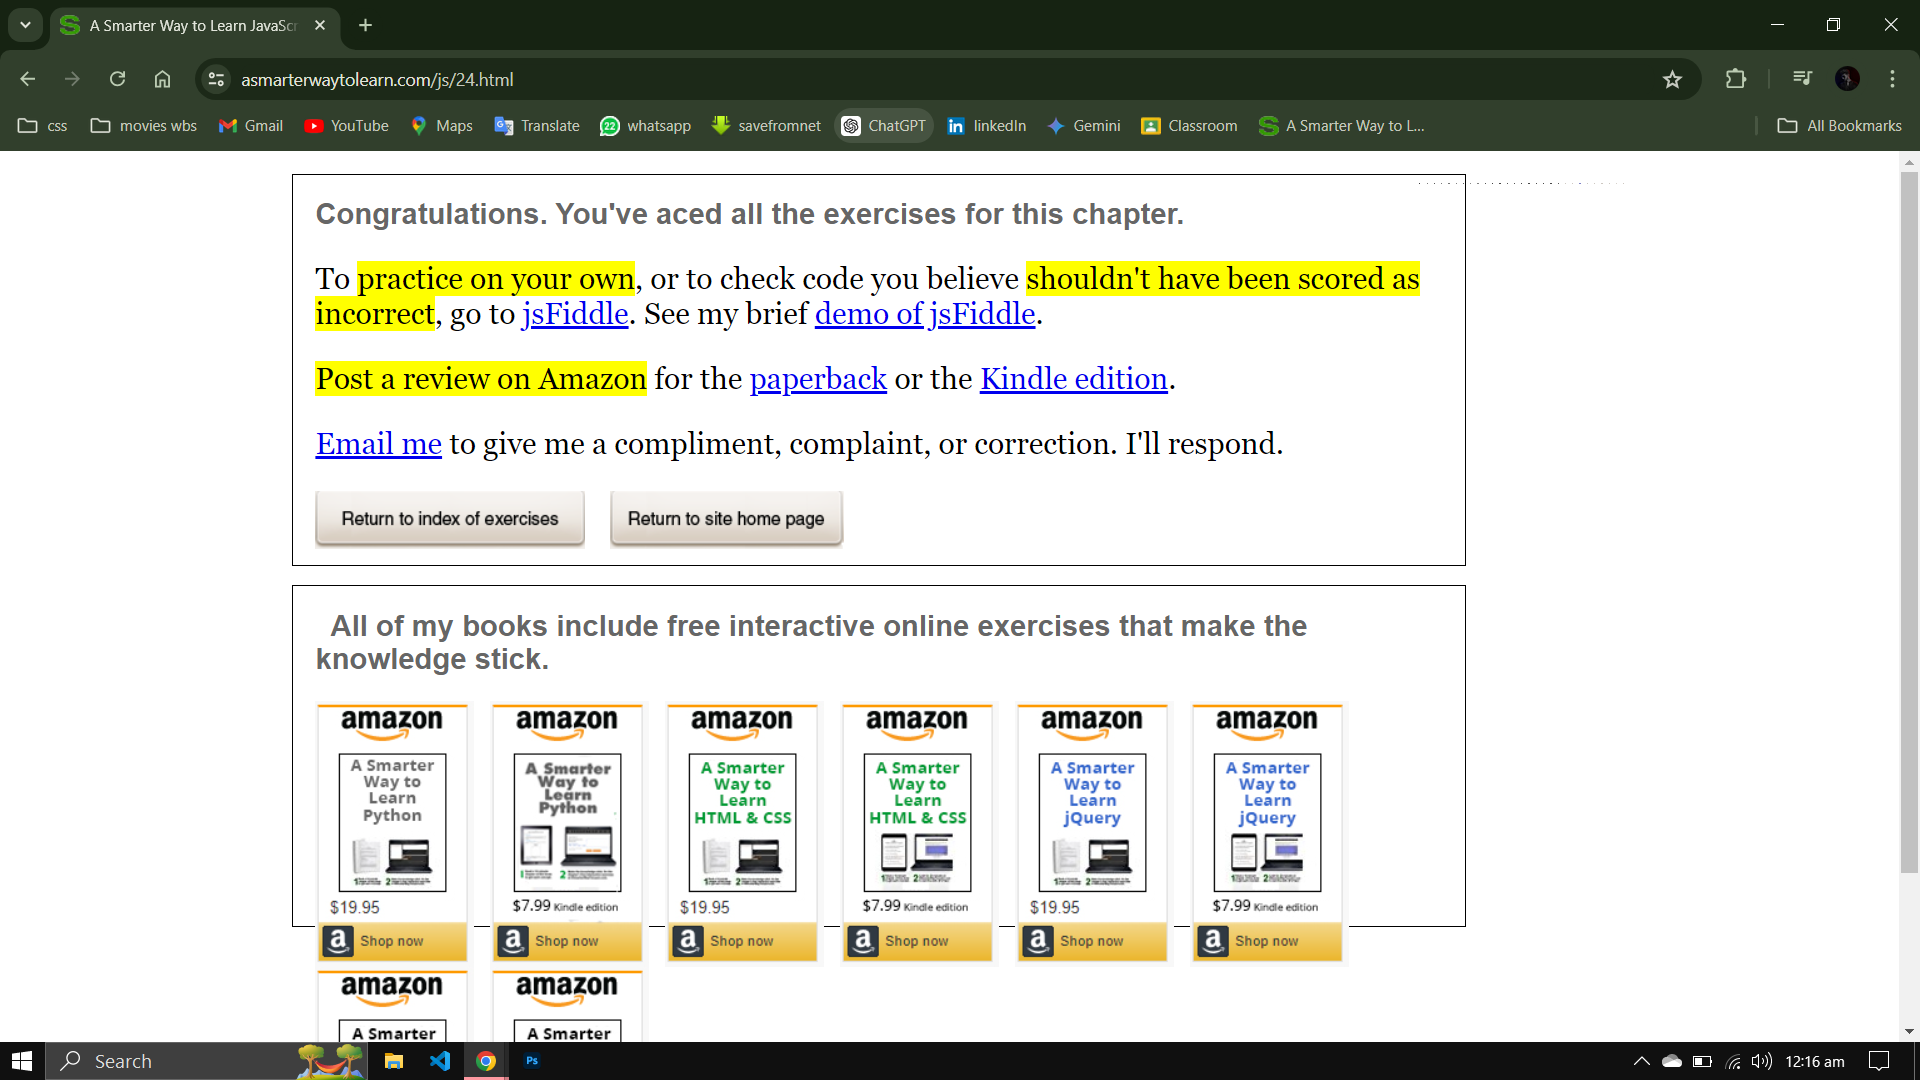 A Smarter Way to Learn JavaScr
asmarterwaytolearn.com/js/24.html
css movies wbs Gmail YouTube Maps Translate 22 whatsapp savefromnet ChatGPT in linkedIn Gemini Classroom A Smarter Way to L... All Bookmarks
Congratulations. You've aced all the exercises for this chapter.
To practice on your own, or to check code you believe shouldn't have been scored as
incorrect, go to jsFiddle. See my brief demo of jsFiddle.
Post a review on Amazon for the paperback or the Kindle edition.
Email me to give me a compliment, complaint, or correction. I'll respond.
Return to index of exercises Return to site home page
All of my books include free interactive online exercises that make the
knowledge stick.
amazon amazon amazon amazon amazon amazon
A Smarter A Smarter A Smarter A Smarter A Smarter A Smarter
Way to Way to Way to Way to Way to Way to
Learn Learn Learn Learn Learn Learn
Python Python HTML & CSS HTML & CSS jQuery jQuery
$19.95 $7.99 Kindle edition $19.95 $7.99 Kindle edition $19.95 $7.99 Kindle edition
a Shop now a Shop now a Shop now a Shop now a Shop now a Shop now
amazon amazon
A Smarter A Smarter
Search Ps 12:16 am